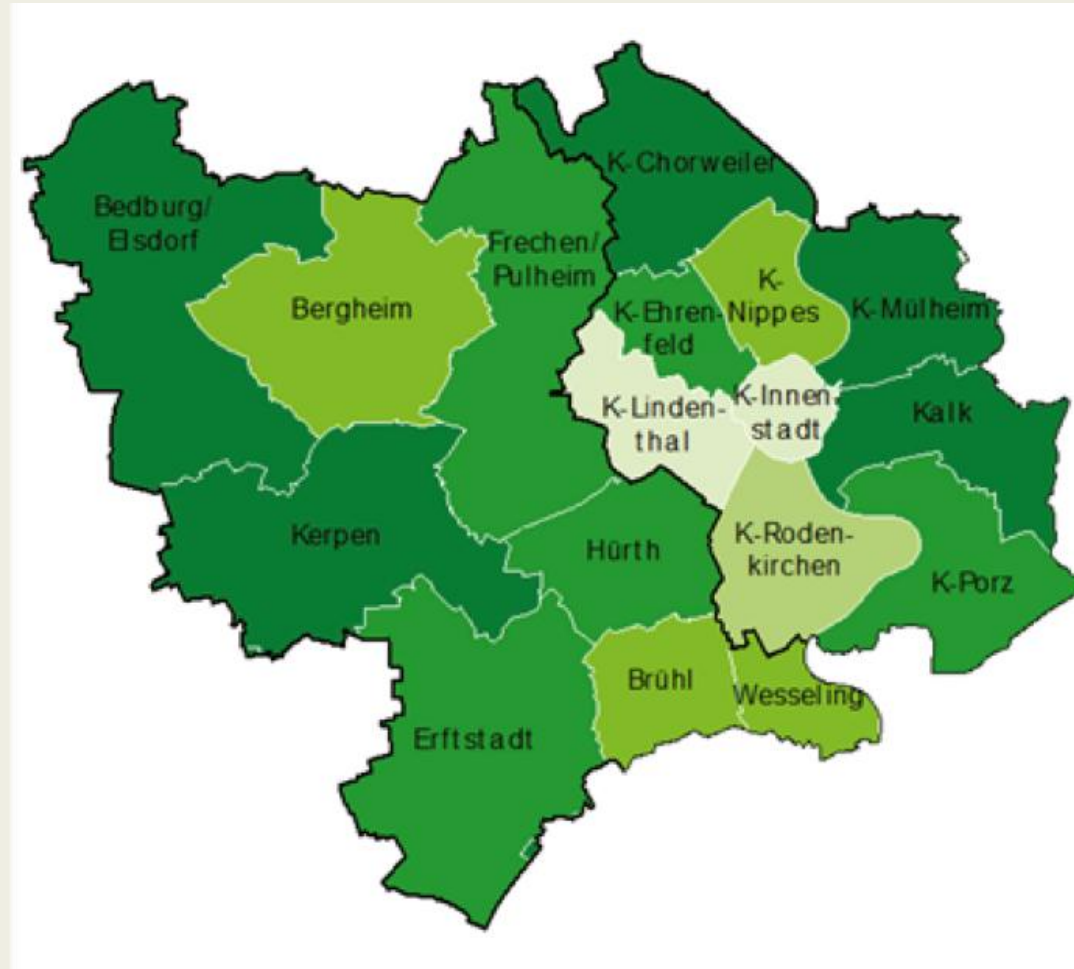 K-Chorweiler
Bedburg/
Elsdorf
Frechen/
Pulheim
Bergheim
K-
Nippes
K-Ehren-
feld
K-Mülheim
K-Linden-
thal
K-Innen-
stadt
Kalk
Kerpen
Hürth
K-Roden-
kirchen
K-Porz
Brühl
Wesseling
Erftstadt